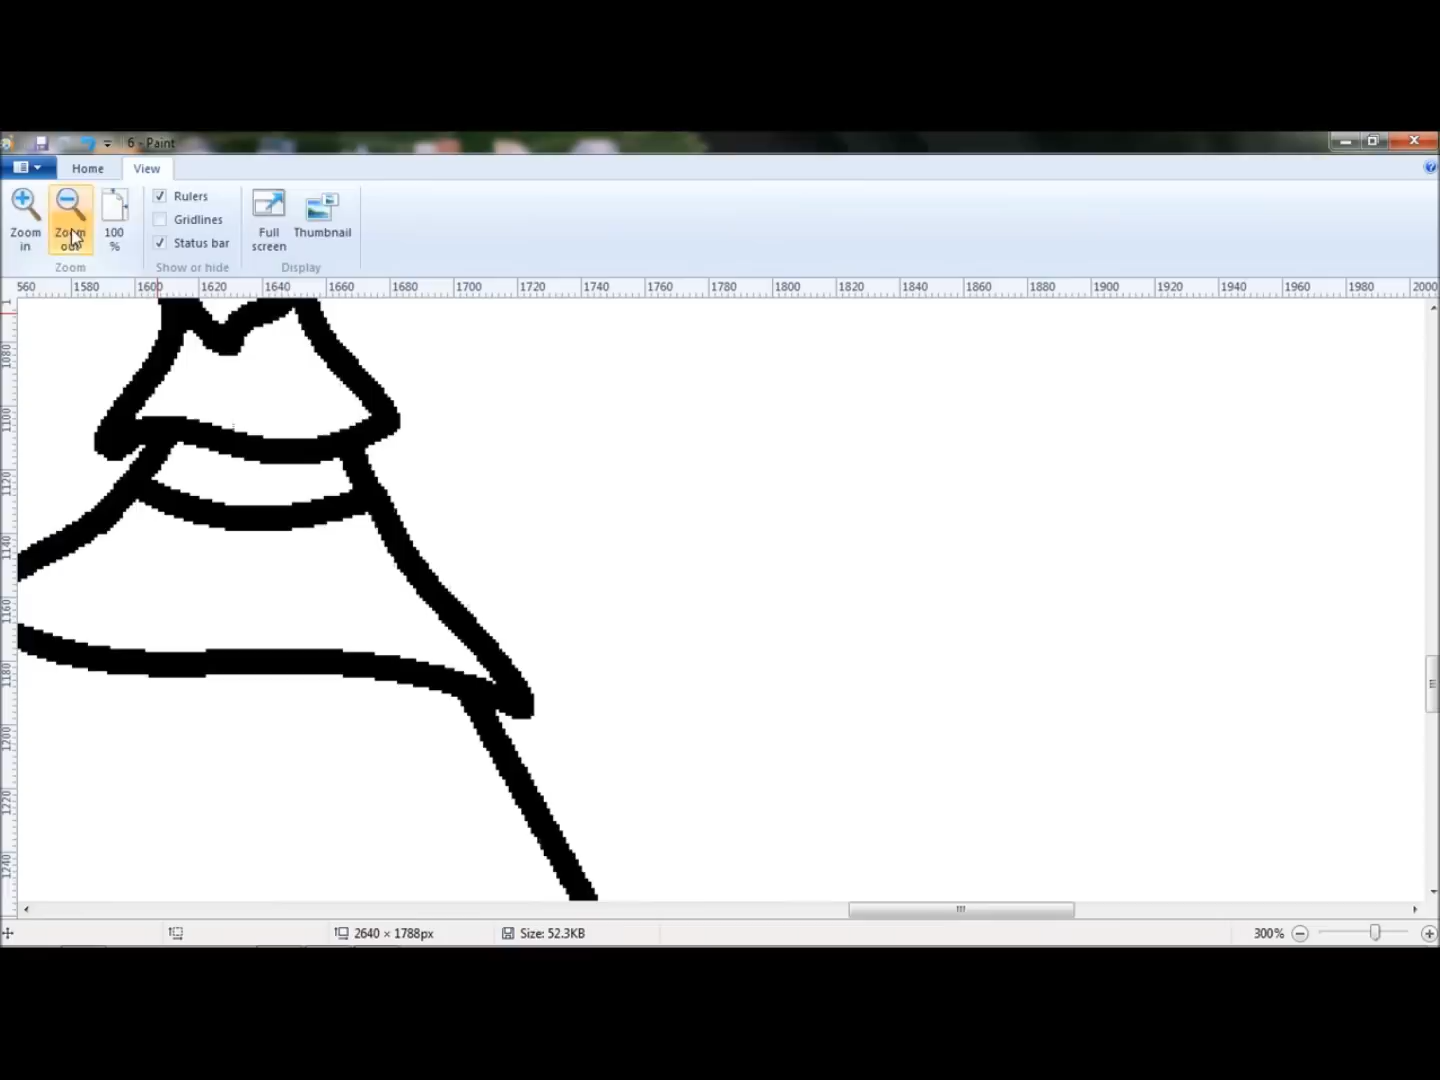 6 - Paint
Home View
Zoom in
Zoom out
100 %
Rulers
Gridlines
Status bar
Full screen
Thumbnail
Zoom
Show or hide
Display
560 1580 1600 1620 1640 1660 1680 1700 1720 1740 1760 1780 1800 1820 1840 1860 1880 1900 1920 1940 1960 1980 2000
1080
1100
1120
1140
1160
1180
1200
1220
1240
2640 × 1788px
Size: 52.3KB
300%